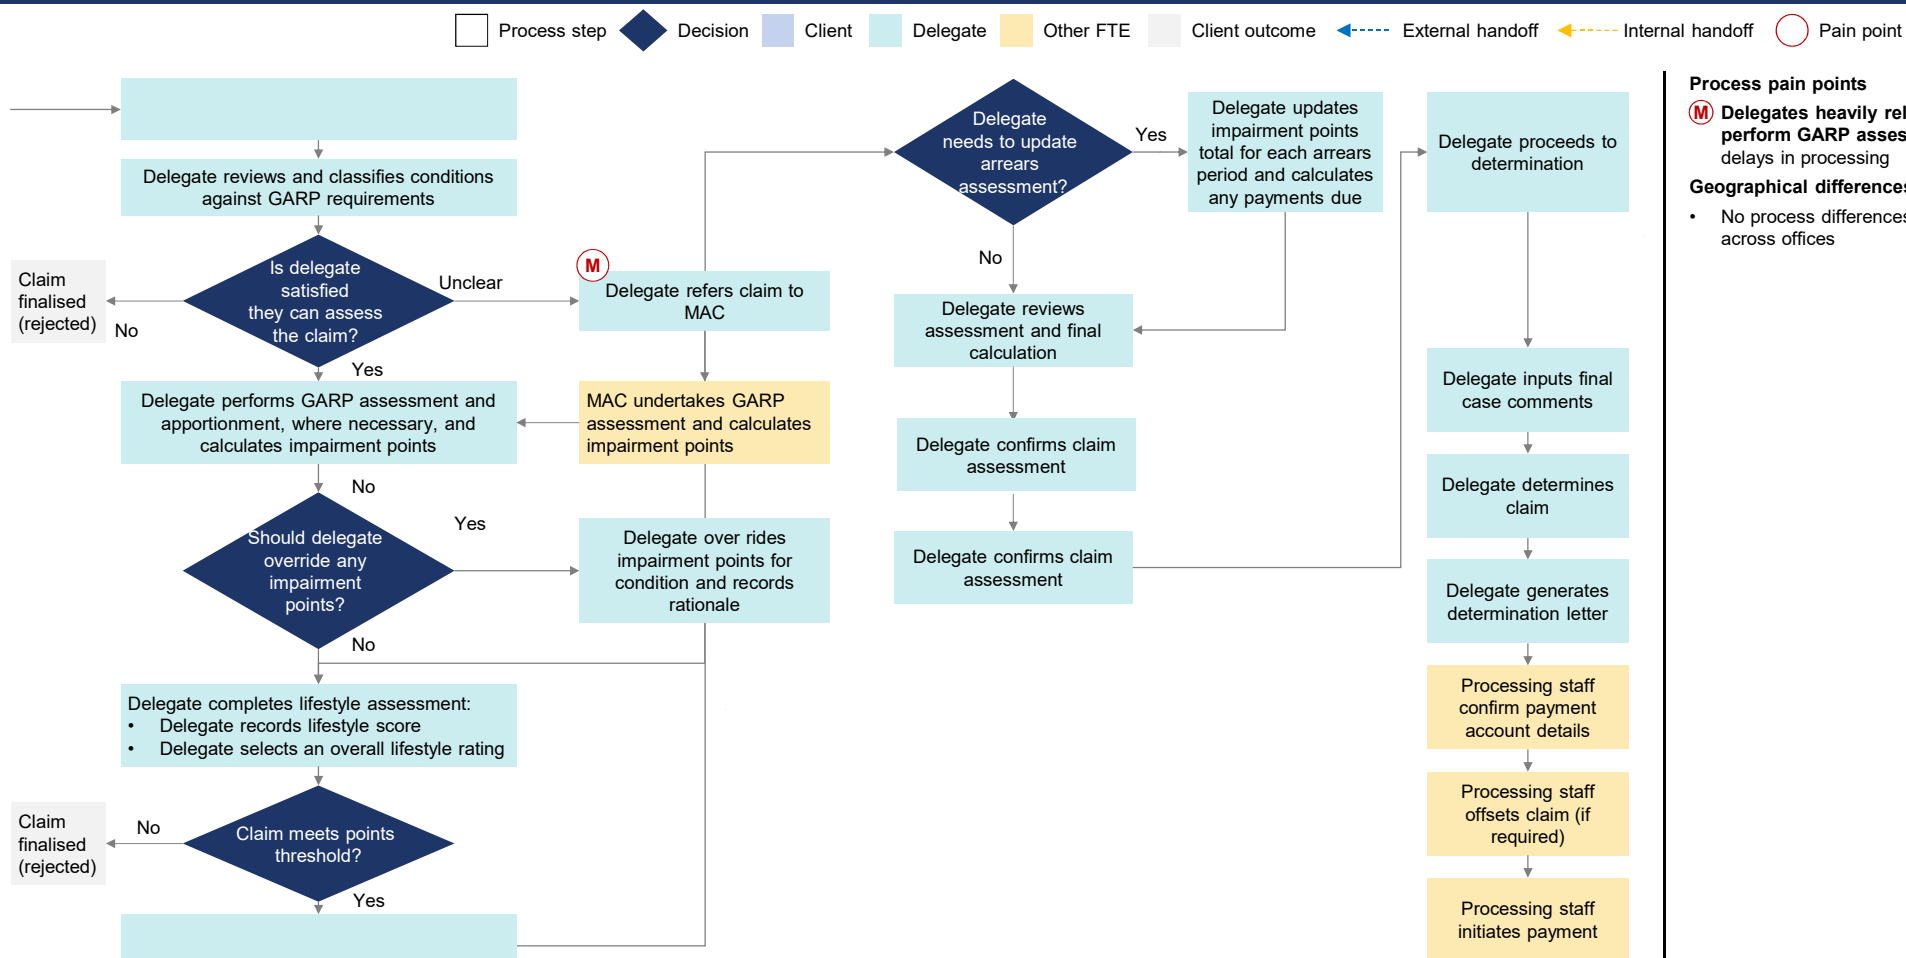 Process step
Decision
Client
Delegate
Other FTE
Client outcome
External handoff
Internal handoff
Pain point
Delegate reviews and classifies conditions
against GARP requirements
Is delegate
satisfied
they can assess
the claim?
Unclear
No
Yes
Claim
finalised
(rejected)
M
Delegate refers claim to
MAC
Delegate performs GARP assessment and
apportionment, where necessary, and
calculates impairment points
MAC undertakes GARP
assessment and calculates
impairment points
No
Should delegate
override any
impairment
points?
Yes
No
Delegate over rides
impairment points for
condition and records
rationale
Delegate completes lifestyle assessment:
• Delegate records lifestyle score
• Delegate selects an overall lifestyle rating
Claim meets points
threshold?
No
Yes
Claim
finalised
(rejected)
Delegate
needs to update
arrears
assessment?
Yes
No
Delegate updates
impairment points
total for each arrears
period and calculates
any payments due
Delegate reviews
assessment and final
calculation
Delegate confirms claim
assessment
Delegate confirms claim
assessment
Delegate proceeds to
determination
Delegate inputs final
case comments
Delegate determines
claim
Delegate generates
determination letter
Processing staff
confirm payment
account details
Processing staff
offsets claim (if
required)
Processing staff
initiates payment
Process pain points
M Delegates heavily
perform GARP
delays in processing
Geographical differences
• No process differences
across offices